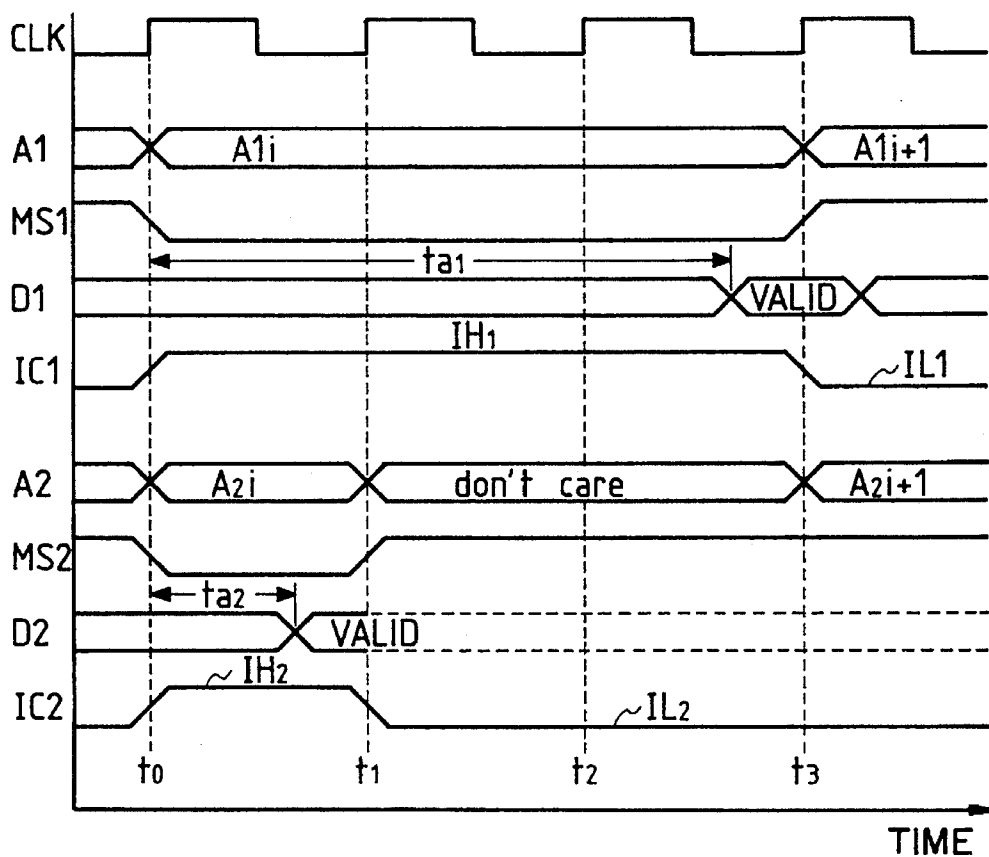 CLK
A1 A1i A1i+1
MS1
ta1
D1 VALID
IH1
IC1 IL1
A2 A2i don't care A2i+1
MS2
ta2
D2 VALID
IH2
IC2 IL2
t0 t1 t2 t3
TIME